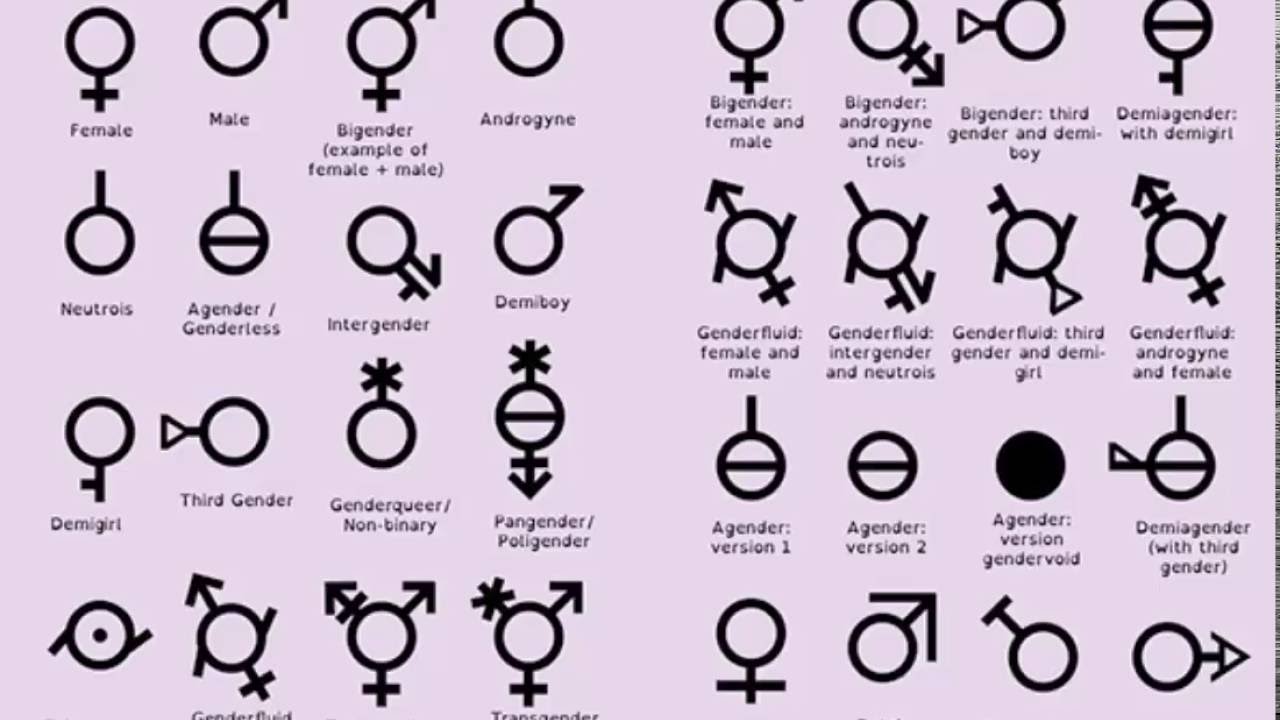 Female
Male
Bigender
(example of
female + male)
Androgyne
Bigender:
female and
male
Bigender:
androgyne
and neu-
trois
Bigender: third
gender and demi-
boy
Demiagender:
with demigirl
Neutrois
Agender /
Genderless
Intergender
Demiboy
Genderfluid:
female and
male
Genderfluid:
intergender
and neutrois
Genderfluid: third
gender and demi-
girl
Genderfluid:
androgyne
and female
Demigirl
Third Gender
Genderqueer/
Non-binary
Pangender/
Poligender
Agender:
version 1
Agender:
version 2
Agender:
version
gendervoid
Demiagender
(with third
gender)
Genderfluid
Transgender